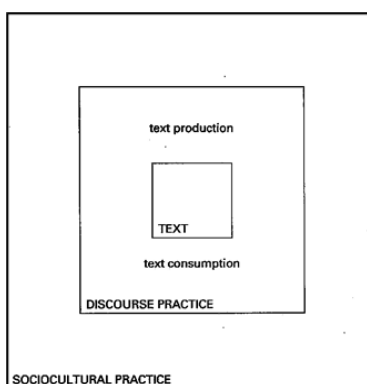 text production
TEXT
text consumption
DISCOURSE PRACTICE
SOCIOCULTURAL PRACTICE